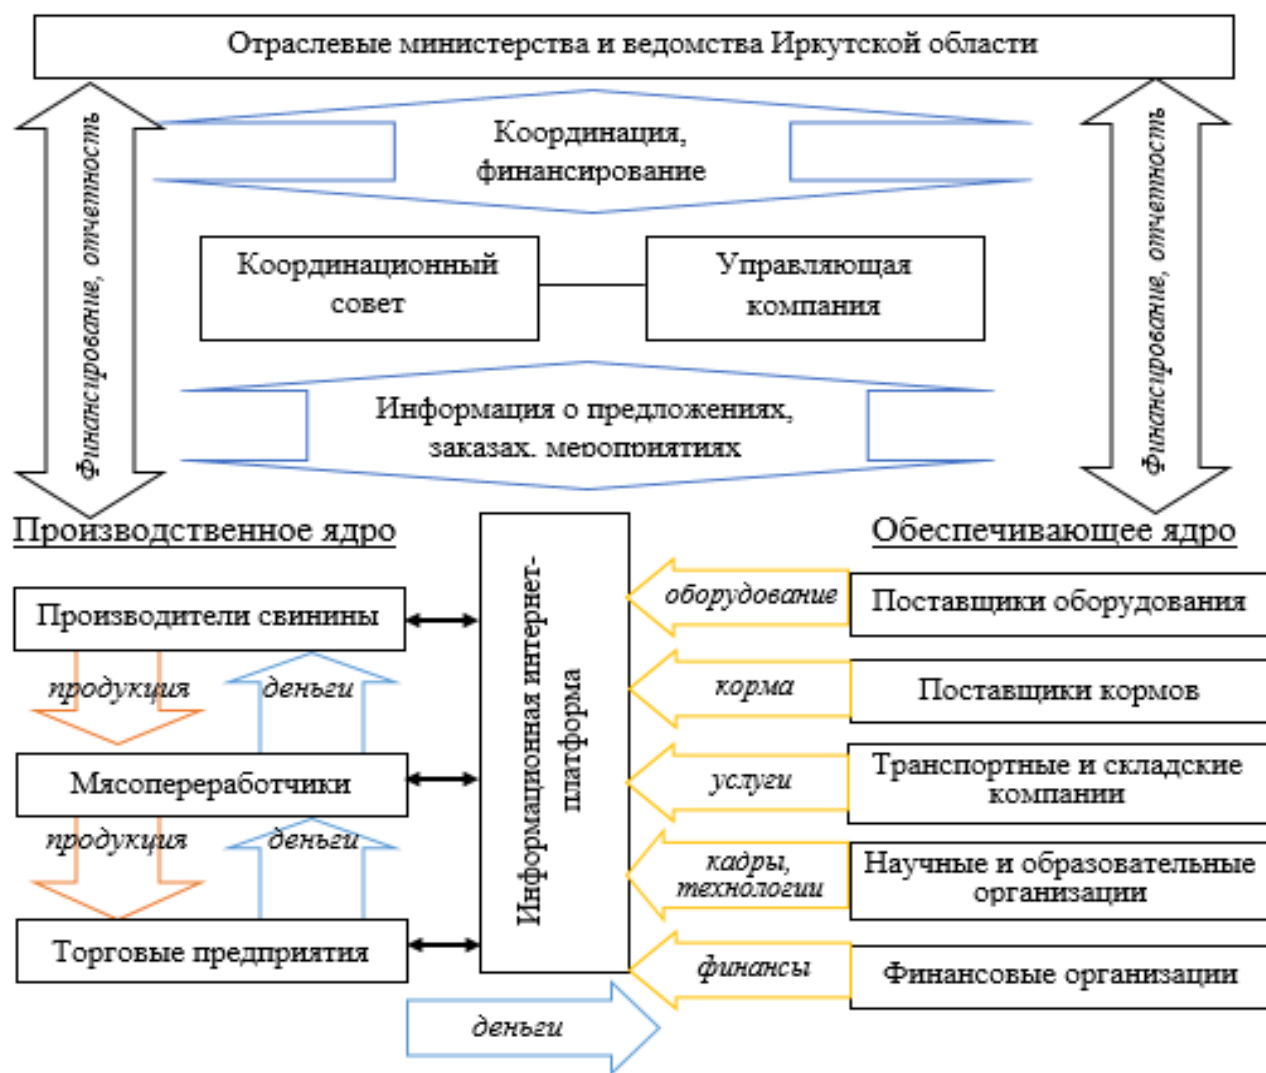 Отраслевые министерства и ведомства Иркутской области
Финансирование, отчетность
Координация,
финансирование
Финансирование, отчетность
Координационный
совет
Управляющая
компания
Информация о предложениях,
заказах, мероприятиях
Производственное ядро
Обеспечивающее ядро
Производители свинины
продукция
деньги
Мясопереработчики
продукция
деньги
Торговые предприятия
Информационная интернет-
платформа
оборудование
Поставщики оборудования
корма
Поставщики кормов
услуги
Транспортные и складские
компании
кадры,
технологии
Научные и образовательные
организации
финансы
Финансовые организации
деньги